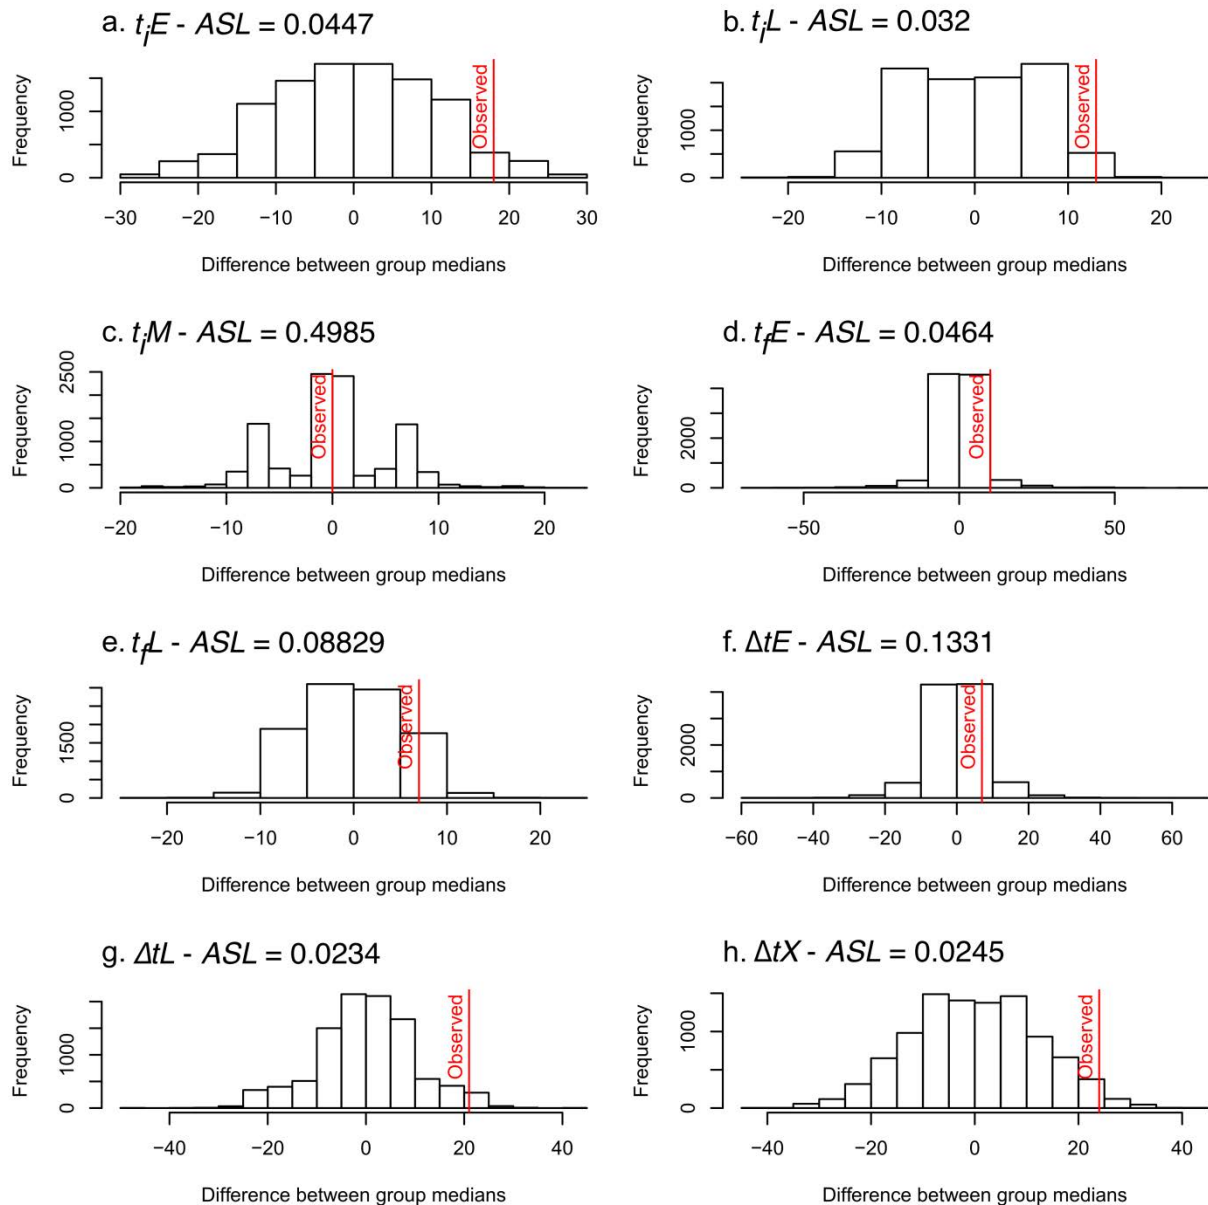 a. tᵢE - ASL = 0.0447
Frequency
0
1000
Observed
−30 −20 −10 0 10 20 30
Difference between group medians
b. tᵢL - ASL = 0.032
Frequency
0
1000
Observed
−20 −10 0 10 20
Difference between group medians
c. tᵢM - ASL = 0.4985
Frequency
0
1000
2500
Observed
−20 −10 0 10 20
Difference between group medians
d. t_fE - ASL = 0.0464
Frequency
0
2000
Observed
−50 0 50
Difference between group medians
e. t_fL - ASL = 0.08829
Frequency
0
1500
Observed
−20 −10 0 10 20
Difference between group medians
f. ΔtE - ASL = 0.1331
Frequency
0
2000
Observed
−60 −40 −20 0 20 40 60
Difference between group medians
g. ΔtL - ASL = 0.0234
Frequency
0
1000
Observed
−40 −20 0 20 40
Difference between group medians
h. ΔtX - ASL = 0.0245
Frequency
0
500
1500
Observed
−40 −20 0 20 40
Difference between group medians